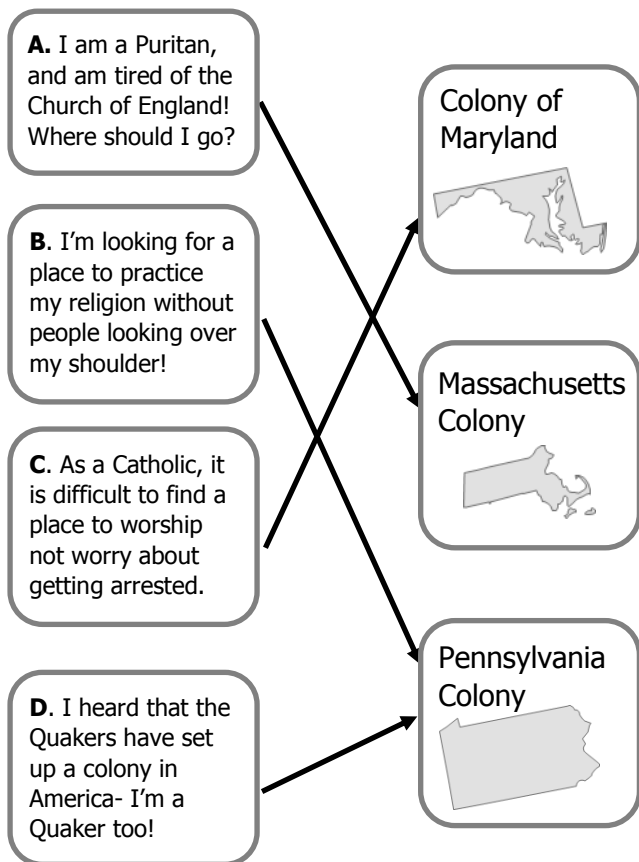 A. I am a Puritan,
and am tired of the
Church of England!
Where should I go?
B. I’m looking for a
place to practice
my religion without
people looking over
my shoulder!
C. As a Catholic, it
is difficult to find a
place to worship
not worry about
getting arrested.
D. I heard that the
Quakers have set
up a colony in
America- I’m a
Quaker too!
Colony of
Maryland
Massachusetts
Colony
Pennsylvania
Colony